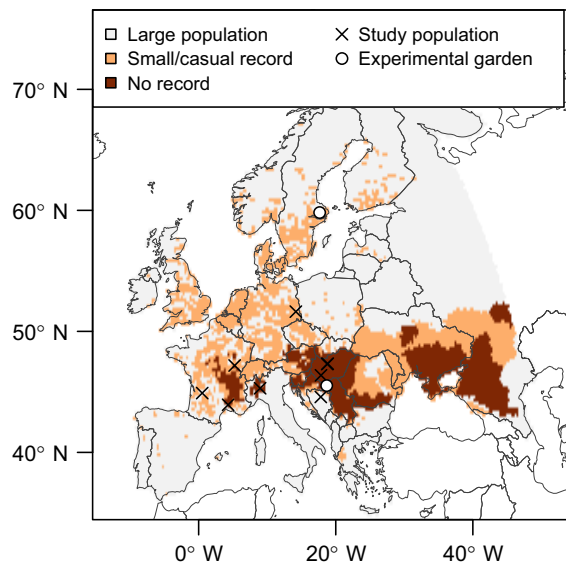 Large population
Small/casual record
No record
Study population
Experimental garden
70° N
60° N
50° N
40° N
0° W
20° W
40° W